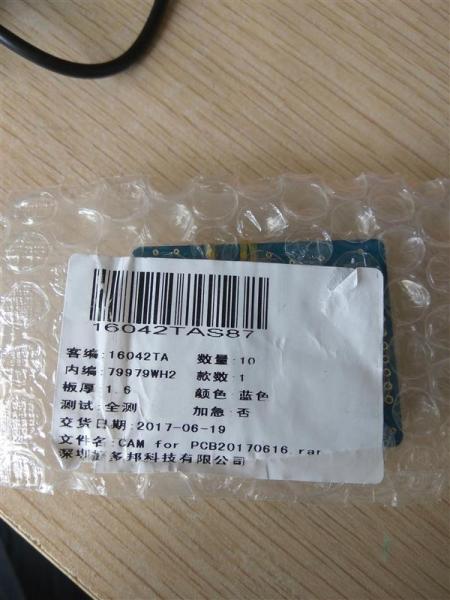 16042TAS87
客编:16042TA 数量:10
内编:79979WH2 款数:1
板厚:1.6 颜色:蓝色
测试:全测 加急:否
交货日期:2017-06-19
文件名:CAM for PCB20170616.rar
深圳捷多邦科技有限公司